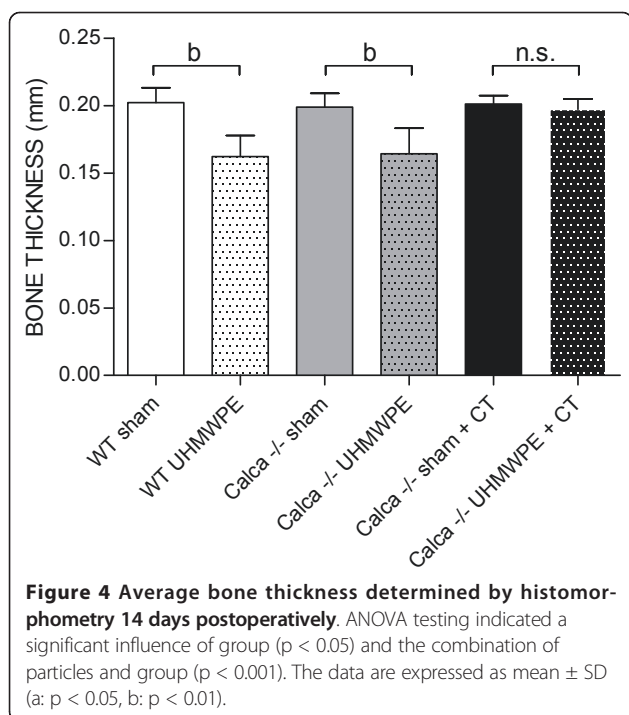 0.25
0.20
0.15
0.10
0.05
0.00
BONE THICKNESS (mm)
b
b
n.s.
WT sham
WT UHMWPE
Calca -/- sham
Calca -/- UHMWPE
Calca -/- sham + CT
Calca -/- UHMWPE + CT
Figure 4 Average bone thickness determined by histomor-
phometry 14 days postoperatively. ANOVA testing indicated a
significant influence of group (p < 0.05) and the combination of
particles and group (p < 0.001). The data are expressed as mean ± SD
(a: p < 0.05, b: p < 0.01).